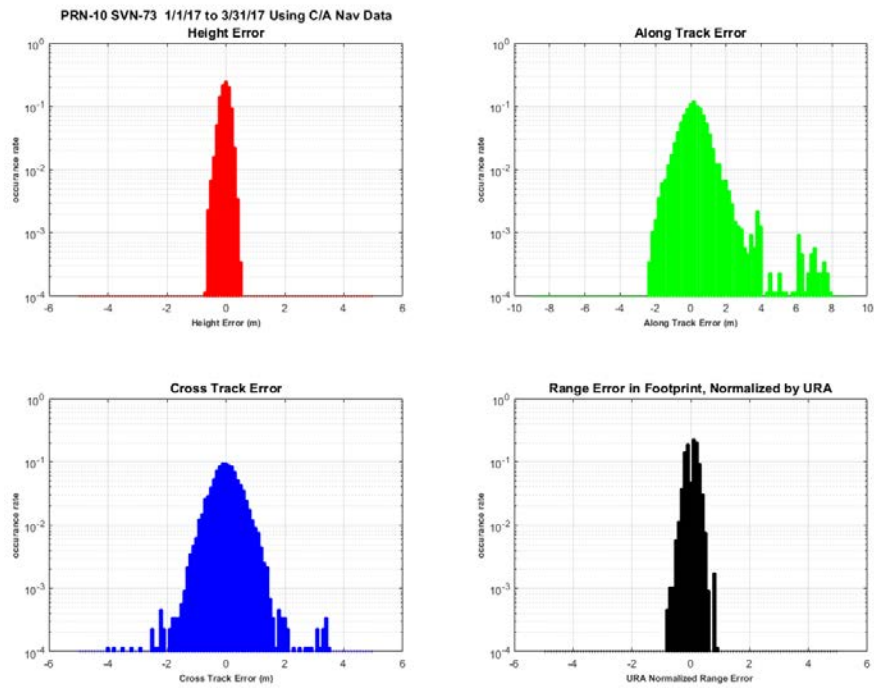 PRN-10 SVN-73 1/1/17 to 3/31/17 Using C/A Nav Data
Height Error
10^0
10^-1
10^-2
10^-3
10^-4
occurance rate
-6 -4 -2 0 2 4 6
Height Error (m)
Along Track Error
10^0
10^-1
10^-2
10^-3
10^-4
occurance rate
-10 -8 -6 -4 -2 0 2 4 6 8 10
Along Track Error (m)
Cross Track Error
10^0
10^-1
10^-2
10^-3
10^-4
occurance rate
-6 -4 -2 0 2 4 6
Cross Track Error (m)
Range Error in Footprint, Normalized by URA
10^0
10^-1
10^-2
10^-3
10^-4
occurance rate
-6 -4 -2 0 2 4 6
URA Normalized Range Error